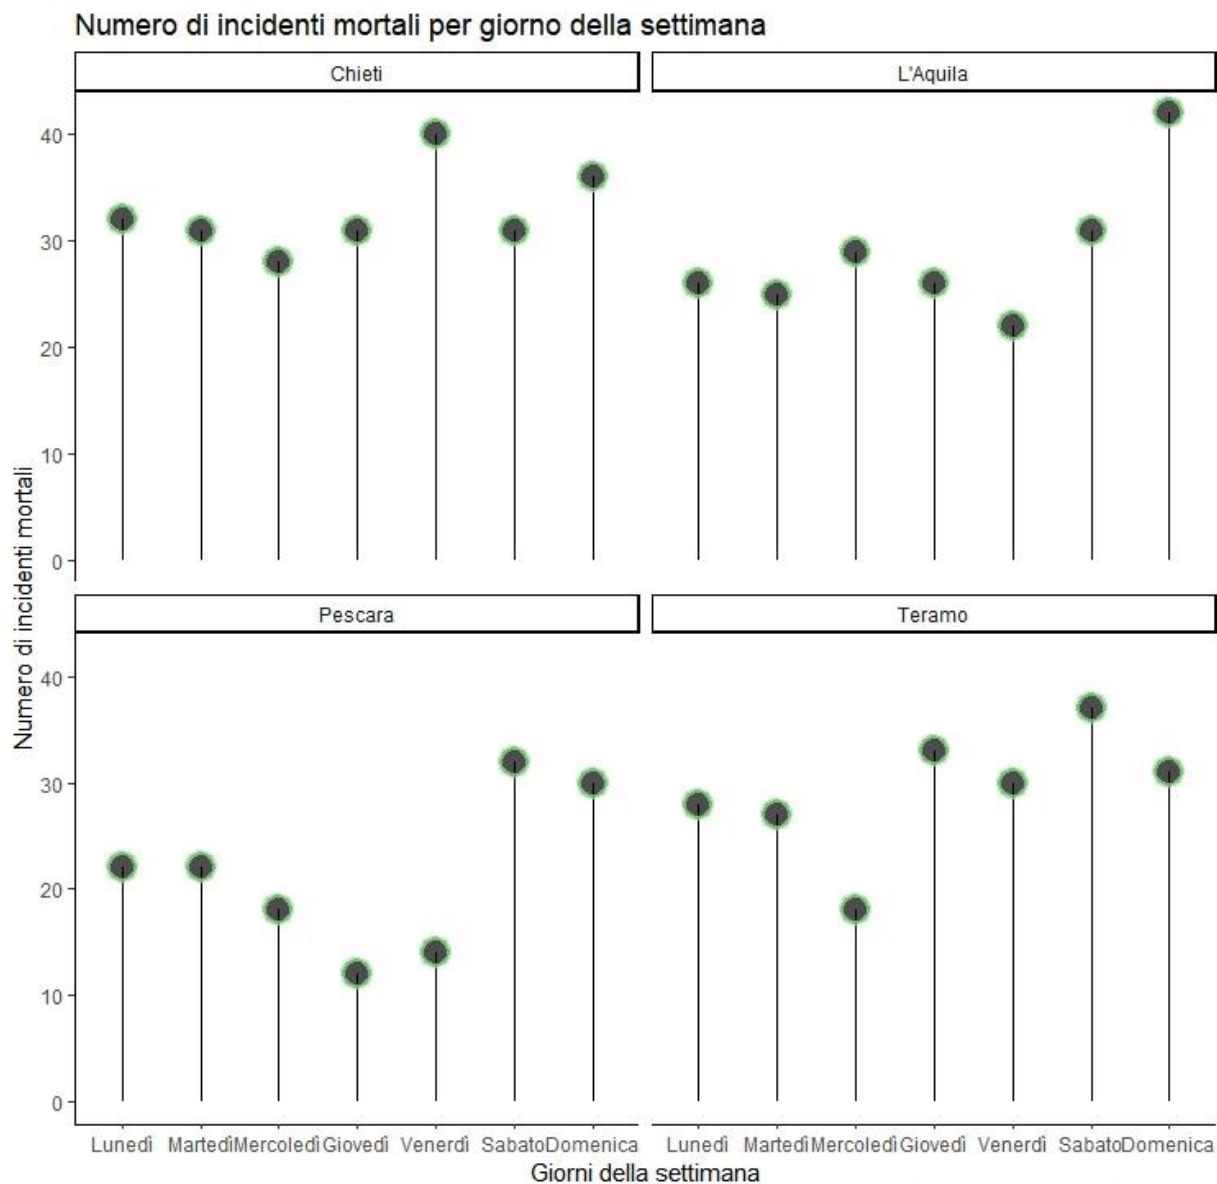 Numero di incidenti mortali per giorno della settimana
Chieti
L'Aquila
40
30
20
10
0
Numero di incidenti mortali
Pescara
Teramo
40
30
20
10
0
Lunedì Martedì Mercoledì Giovedì Venerdì Sabato Domenica
Lunedì Martedì Mercoledì Giovedì Venerdì Sabato Domenica
Giorni della settimana